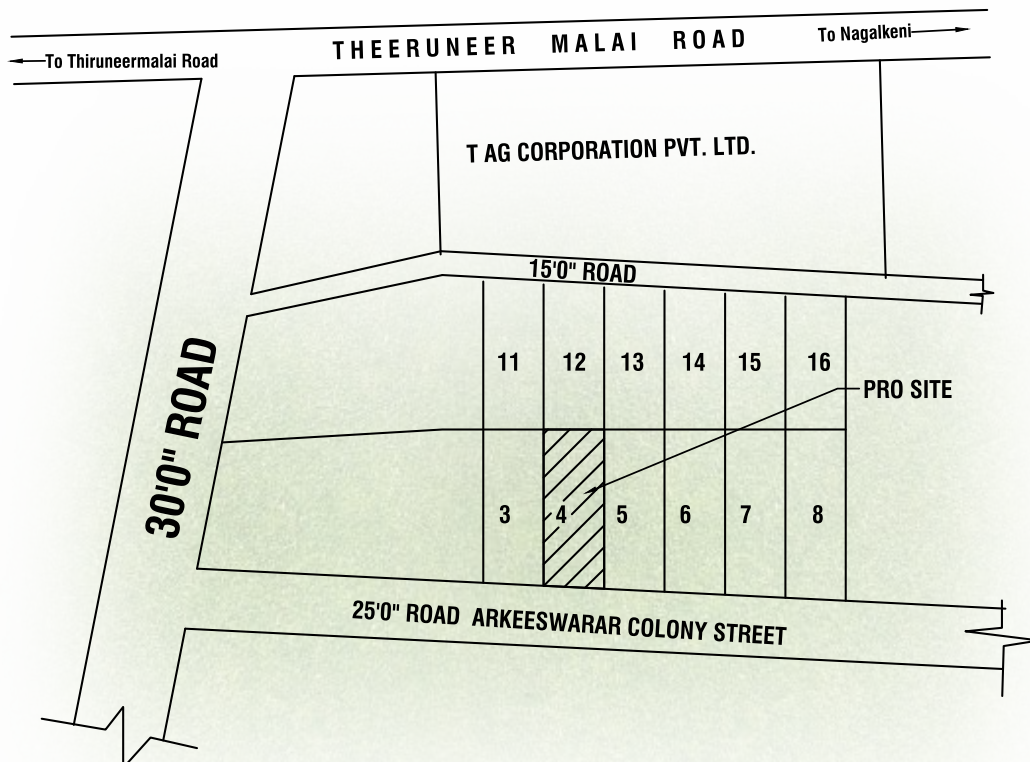 THEERUNEER MALAI ROAD
To Nagalkeni
To Thiruneermalai Road
T AG CORPORATION PVT. LTD.
15'0" ROAD
30'0" ROAD
11 12 13 14 15 16
PRO SITE
3 4 5 6 7 8
25'0" ROAD ARKEESWARAR COLONY STREET